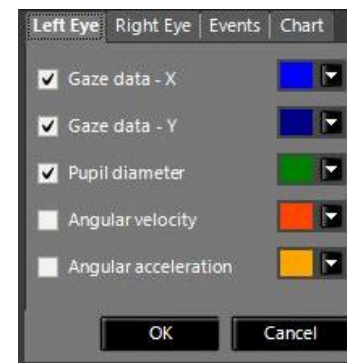 Left Eye Right Eye Events Chart
Gaze data - X
Gaze data - Y
Pupil diameter
Angular velocity
Angular acceleration
OK Cancel